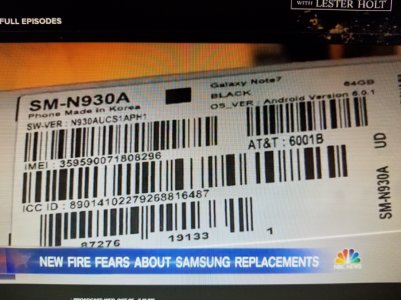 WITH LESTER HOLT
FULL EPISODES
SM-N930A
Phone Made in Korea
SW-VER : N930AUCS1APH1
Galaxy Note7
64GB
BLACK
OS_VER : Android Version 6.0.1
IMEI : 359590071808296
AT&T : 6001B
ICC ID : 89014102279268816487
87276 19133 1
SM-N930A UD
NEW FIRE FEARS ABOUT SAMSUNG REPLACEMENTS
NBC NEWS